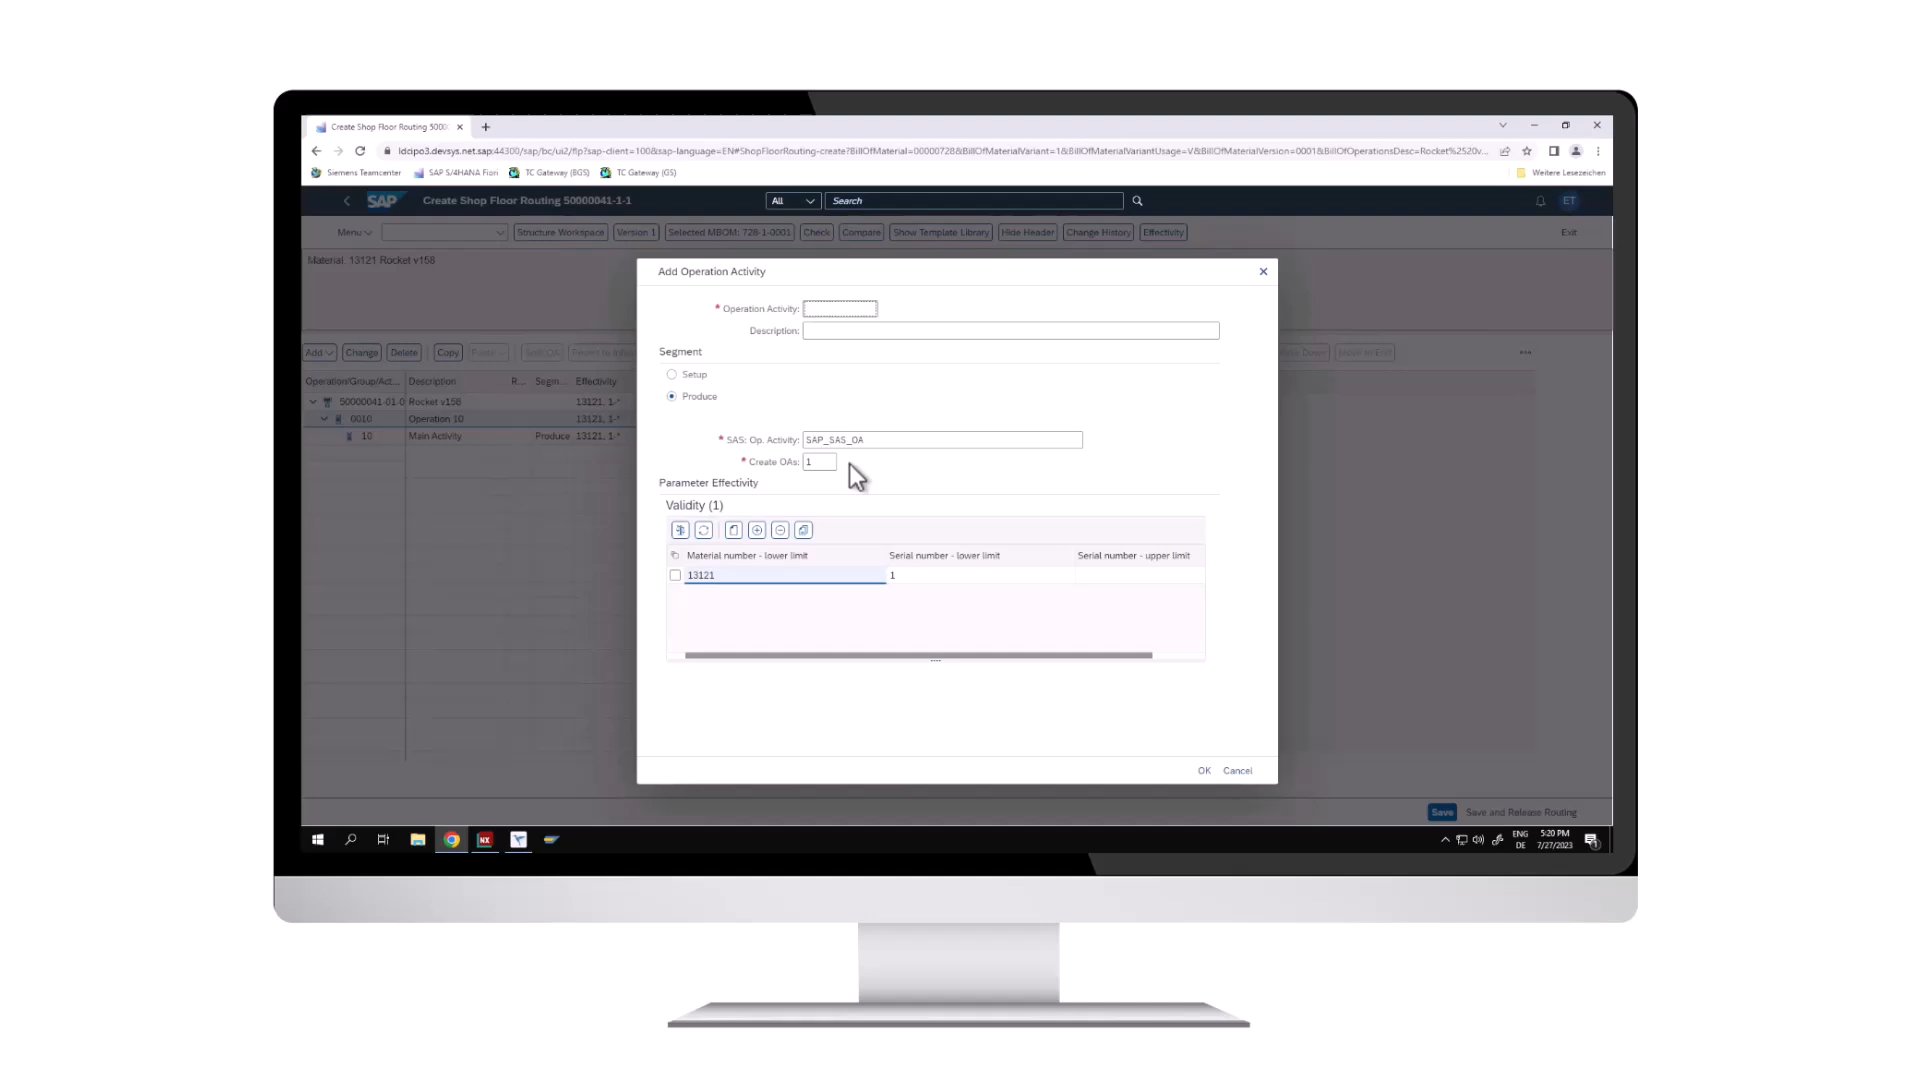 Create Shop Floor Routing 5000
ldcipo3.devsys.net.sap:44300/sap/bc/ui2/flp?sap-client=100&sap-language=EN#ShopFloorRouting-create?BillOfMaterial=00000728&BillOfMaterialVariant=1&BillOfMaterialVariantUsage=V&BillOfMaterialVersion=0001&BillOfOperationsDesc=Rocket%2520v...
Siemens Teamcenter SAP S/4HANA Fiori TC Gateway (BGS) TC Gateway (GS) Weitere Lesezeichen
SAP Create Shop Floor Routing 50000041-1-1 All Search ET
Menu Structure Workspace Version 1 Selected MBOM: 728-1-0001 Check Compare Show Template Library Hide Header Change History Effectivity Exit
Material: 13121 Rocket v158
Add Operation Activity
* Operation Activity:
Description:
Segment
Setup
Produce
* SAS: Op. Activity: SAP_SAS_OA
* Create OAs: 1
Parameter Effectivity
Validity (1)
Material number - lower limit Serial number - lower limit Serial number - upper limit
13121 1
OK Cancel
Add Change Delete Copy
Operation/Group/Act... Description R... Segm... Effectivity
50000041-01-0 Rocket v158 13121, 1-*
0010 Operation 10 13121, 1-*
10 Main Activity Produce 13121, 1-*
Save Save and Release Routing
NX ENG 5:20 PM
DE 7/27/2023 1